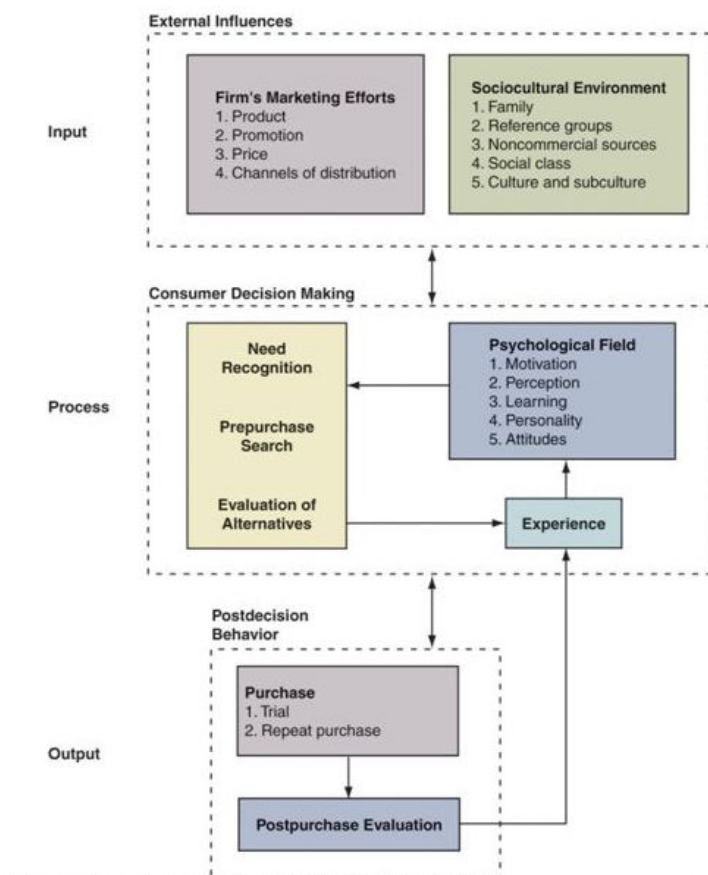 External Influences
Input
Firm's Marketing Efforts
1. Product
2. Promotion
3. Price
4. Channels of distribution
Sociocultural Environment
1. Family
2. Reference groups
3. Noncommercial sources
4. Social class
5. Culture and subculture
Consumer Decision Making
Process
Need
Recognition
Prepurchase
Search
Evaluation of
Alternatives
Psychological Field
1. Motivation
2. Perception
3. Learning
4. Personality
5. Attitudes
Experience
Postdecision
Behavior
Output
Purchase
1. Trial
2. Repeat purchase
Postpurchase Evaluation